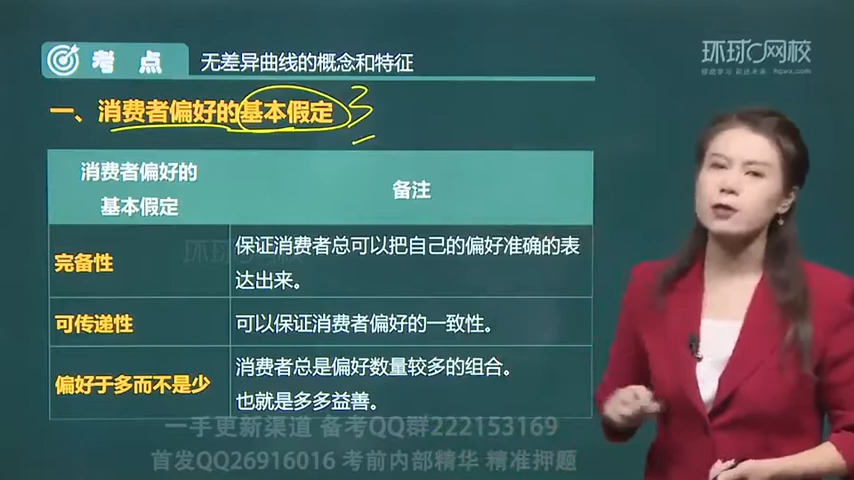 考 点
无差异曲线的概念和特征
环球网校
hqwx.com
一、消费者偏好的基本假定
3
消费者偏好的
基本假定
备注
完备性
保证消费者总可以把自己的偏好准确的表
达出来。
可传递性
可以保证消费者偏好的一致性。
偏好于多而不是少
消费者总是偏好数量较多的组合。
也就是多多益善。
环球网校
一手更新渠道 备考QQ群222153169
首发QQ26916016 考前内部精华 精准押题